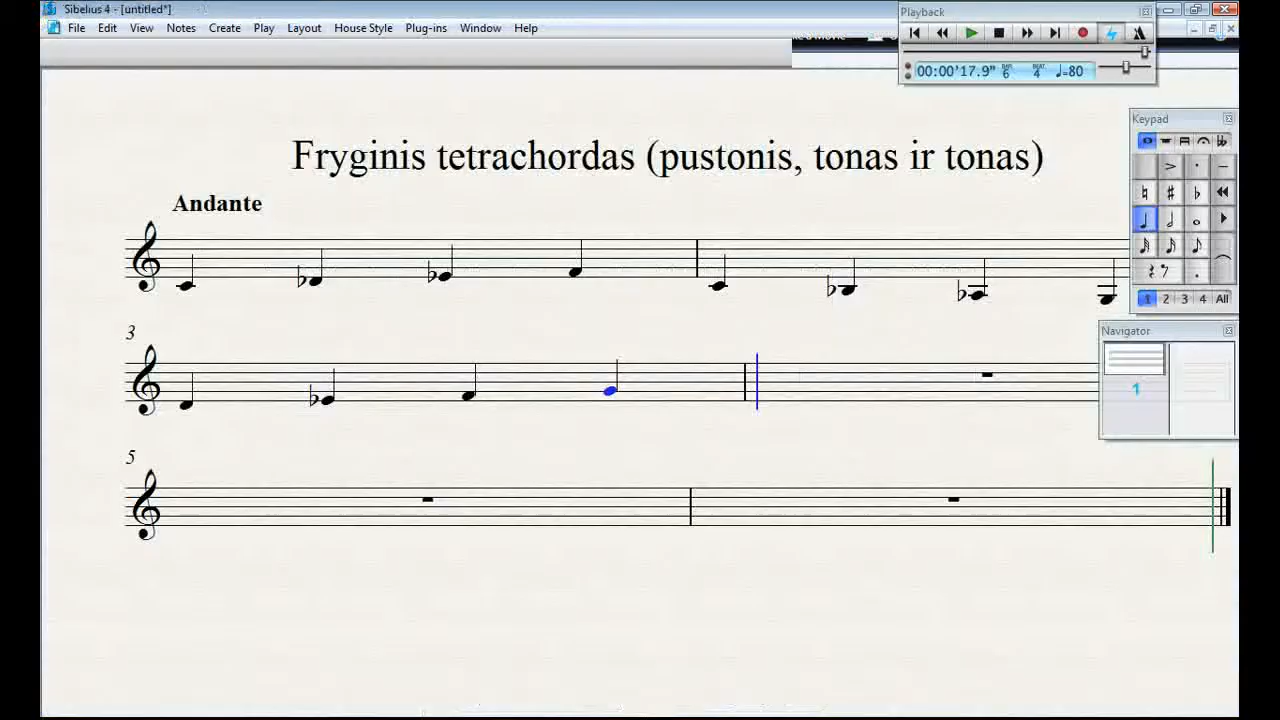 Sibelius 4 - [untitled*]
File Edit View Notes Create Play Layout House Style Plug-ins Window Help
Playback
00:00'17.9" BAR 6 BEAT 4 ♩=80
Keypad
1 2 3 4 All
Navigator
1
Fryginis tetrachordas (pustonis, tonas ir tonas)
Andante
3
5